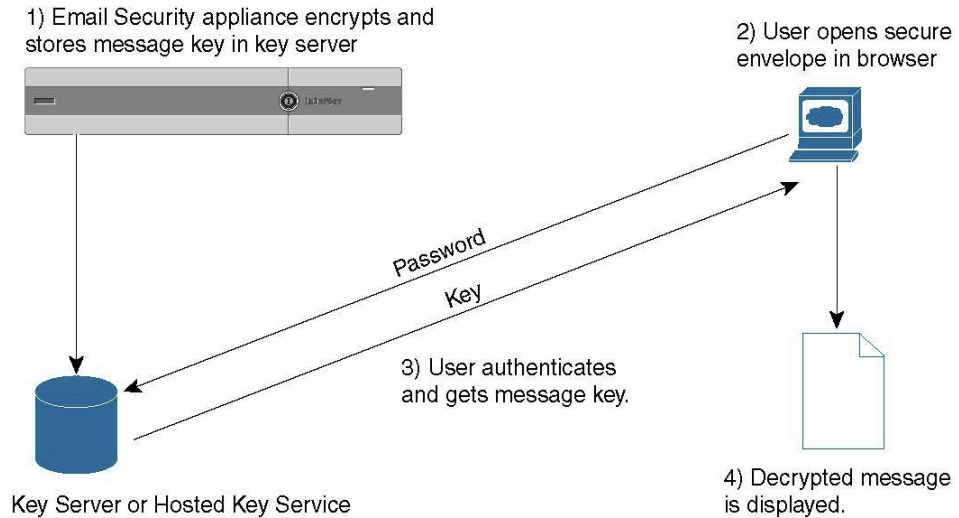 1) Email Security appliance encrypts and
stores message key in key server
2) User opens secure
envelope in browser
Password
Key
3) User authenticates
and gets message key.
Key Server or Hosted Key Service
4) Decrypted message
is displayed.